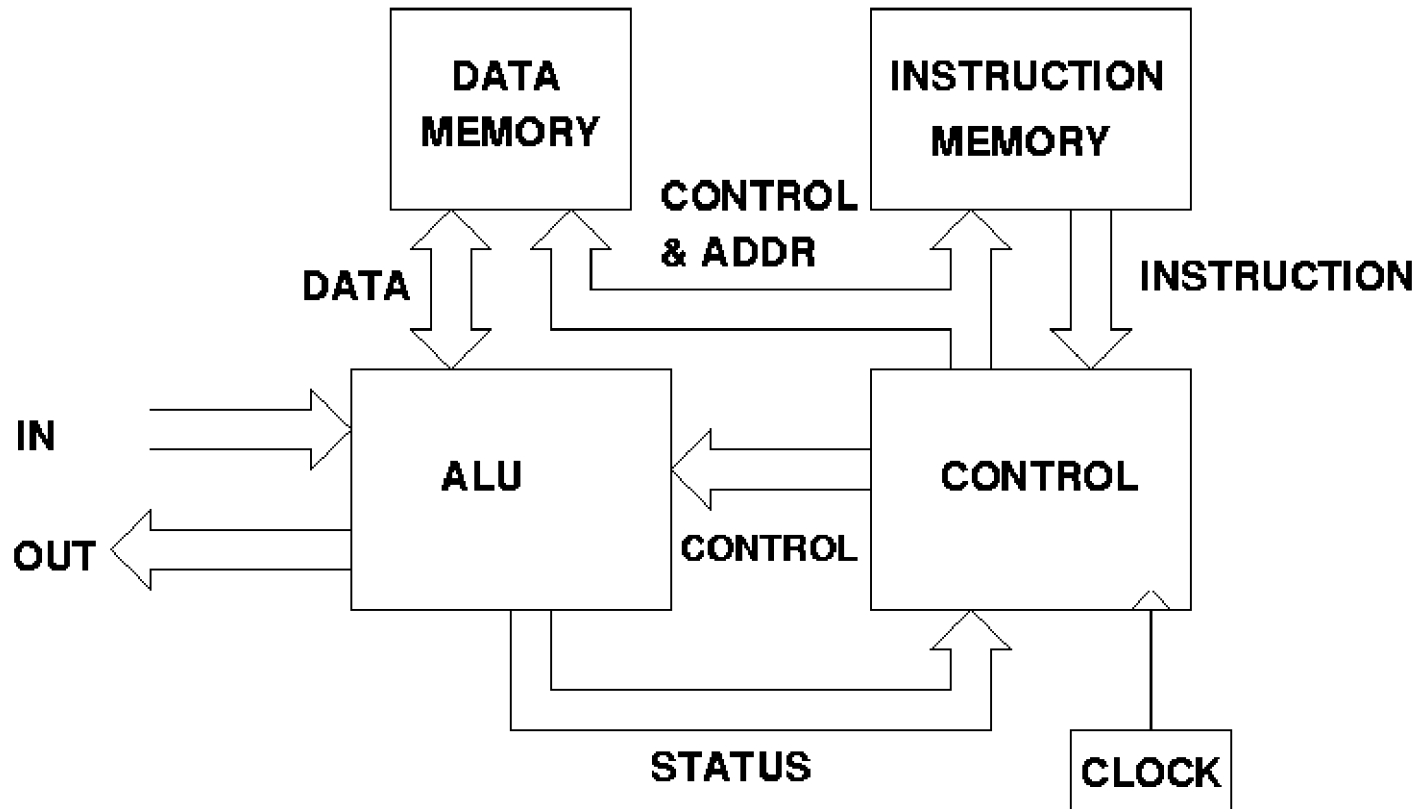 DATA
MEMORY
INSTRUCTION
MEMORY
CONTROL
& ADDR
DATA
INSTRUCTION
IN
ALU
CONTROL
OUT
CONTROL
STATUS
CLOCK